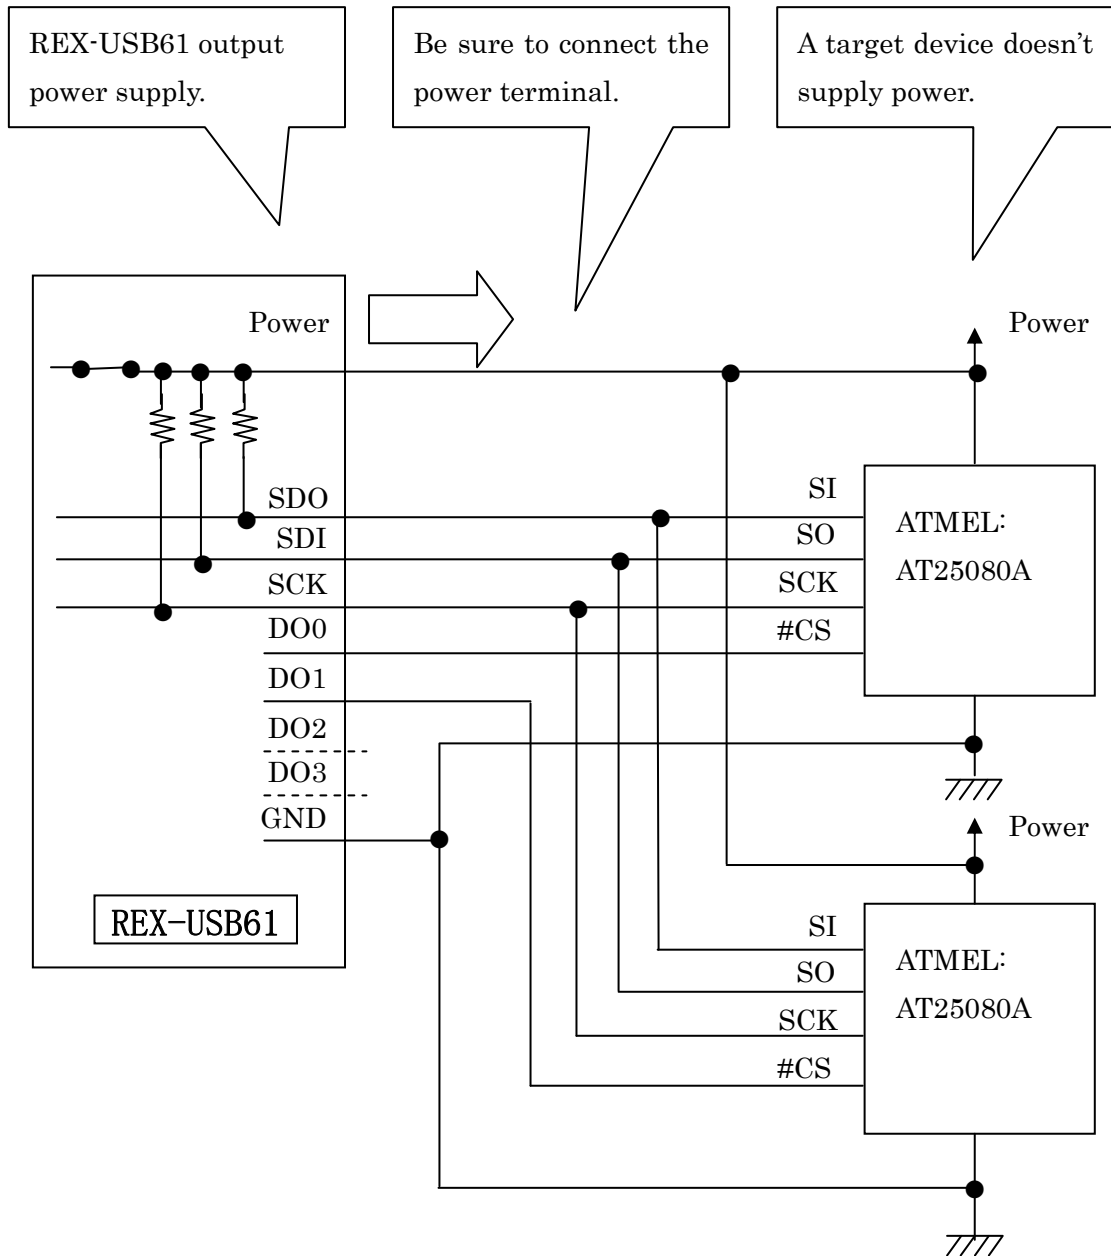 REX-USB61 output
power supply.
Be sure to connect the
power terminal.
A target device doesn't
supply power.
Power
Power
SDO
SDI
SCK
DO0
DO1
DO2
DO3
GND
REX-USB61
SI
SO
SCK
#CS
ATMEL:
AT25080A
Power
SI
SO
SCK
#CS
ATMEL:
AT25080A